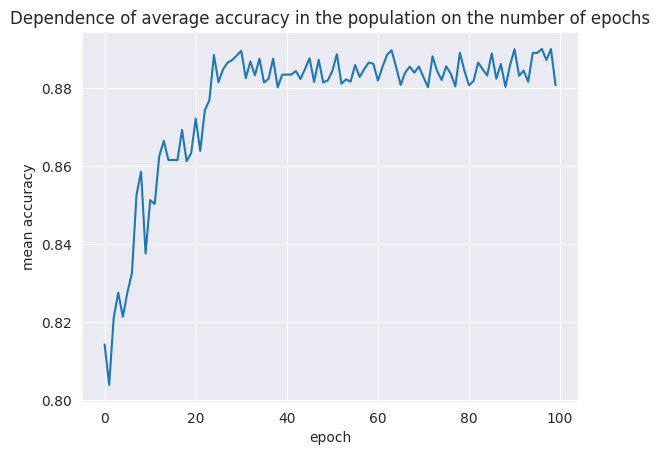 Dependence of average accuracy in the population on the number of epochs
mean accuracy
0.88
0.86
0.84
0.82
0.80
0 20 40 60 80 100
epoch